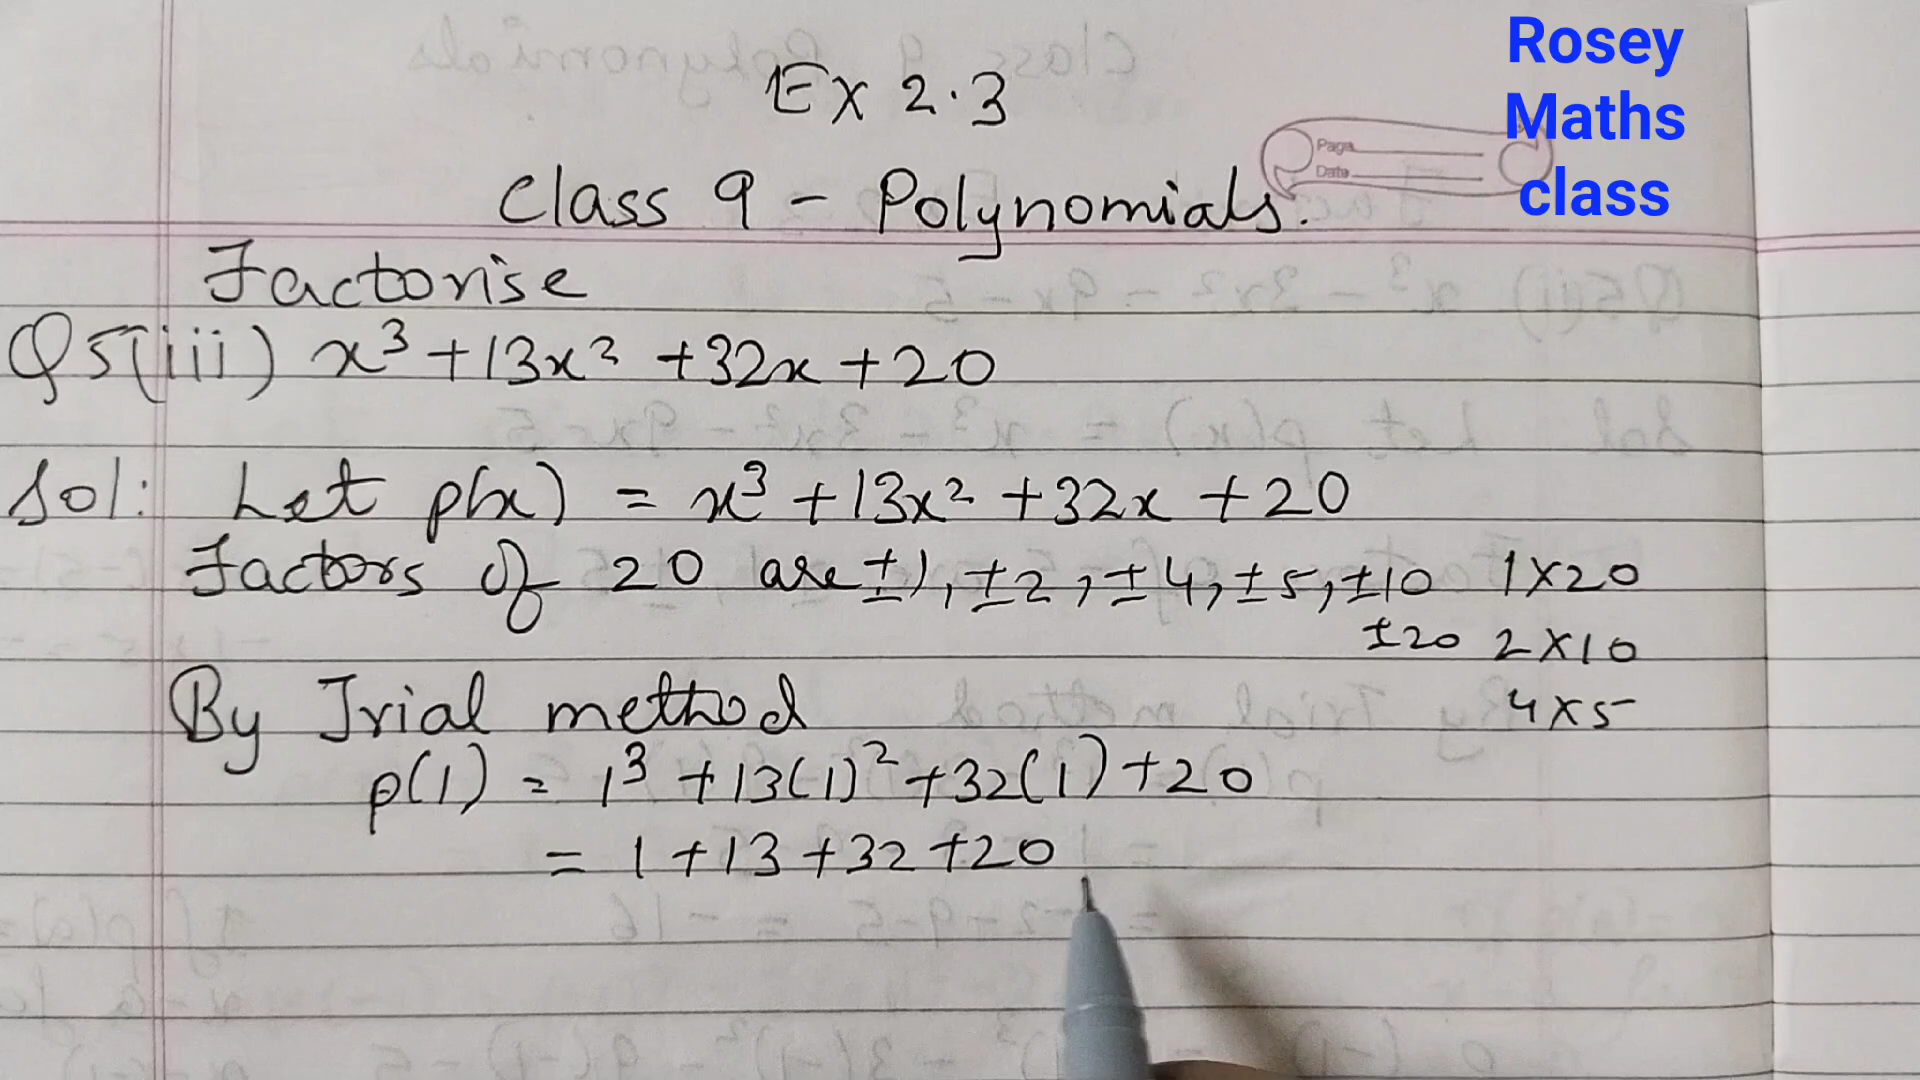 Rosey
Maths
class
Ex 2.3
Page
Date
Class 9 - Polynomials.
Factorise
Q5(iii) x³ + 13x² + 32x + 20
Sol: Let p(x) = x³ + 13x² + 32x + 20
Factors of 20 are ±1, ±2, ±4, ±5, ±10 1×20
±20 2×10
4×5
By Trial method
p(1) = 1³ + 13(1)² + 32(1) + 20
= 1 + 13 + 32 + 20